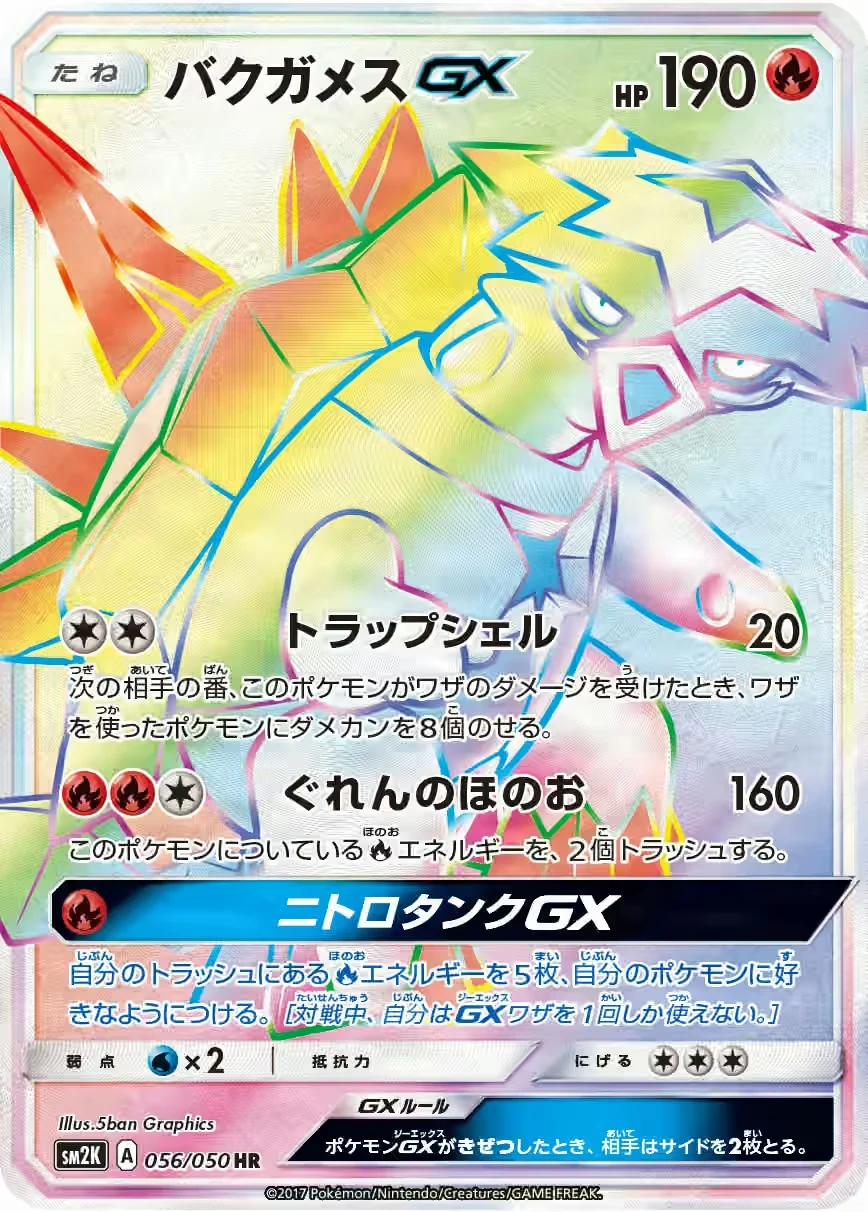 たね バクガメスGX HP 190
トラップシェル 20
次の相手の番、このポケモンがワザのダメージを受けたとき、ワザ
を使ったポケモンにダメカンを8個のせる。
ぐれんのほのお 160
このポケモンについているエネルギーを、2個トラッシュする。
ニトロタンクGX
自分のトラッシュにあるエネルギーを5枚、自分のポケモンに好
きなようにつける。[対戦中、自分はGXワザを1回しか使えない。]
弱点 ×2 抵抗力 にげる
GXルール
ポケモンGXがきぜつしたとき、相手はサイドを2枚とる。
Illus.5ban Graphics
SM2K A 056/050 HR
©2017 Pokémon/Nintendo/Creatures/GAME FREAK.